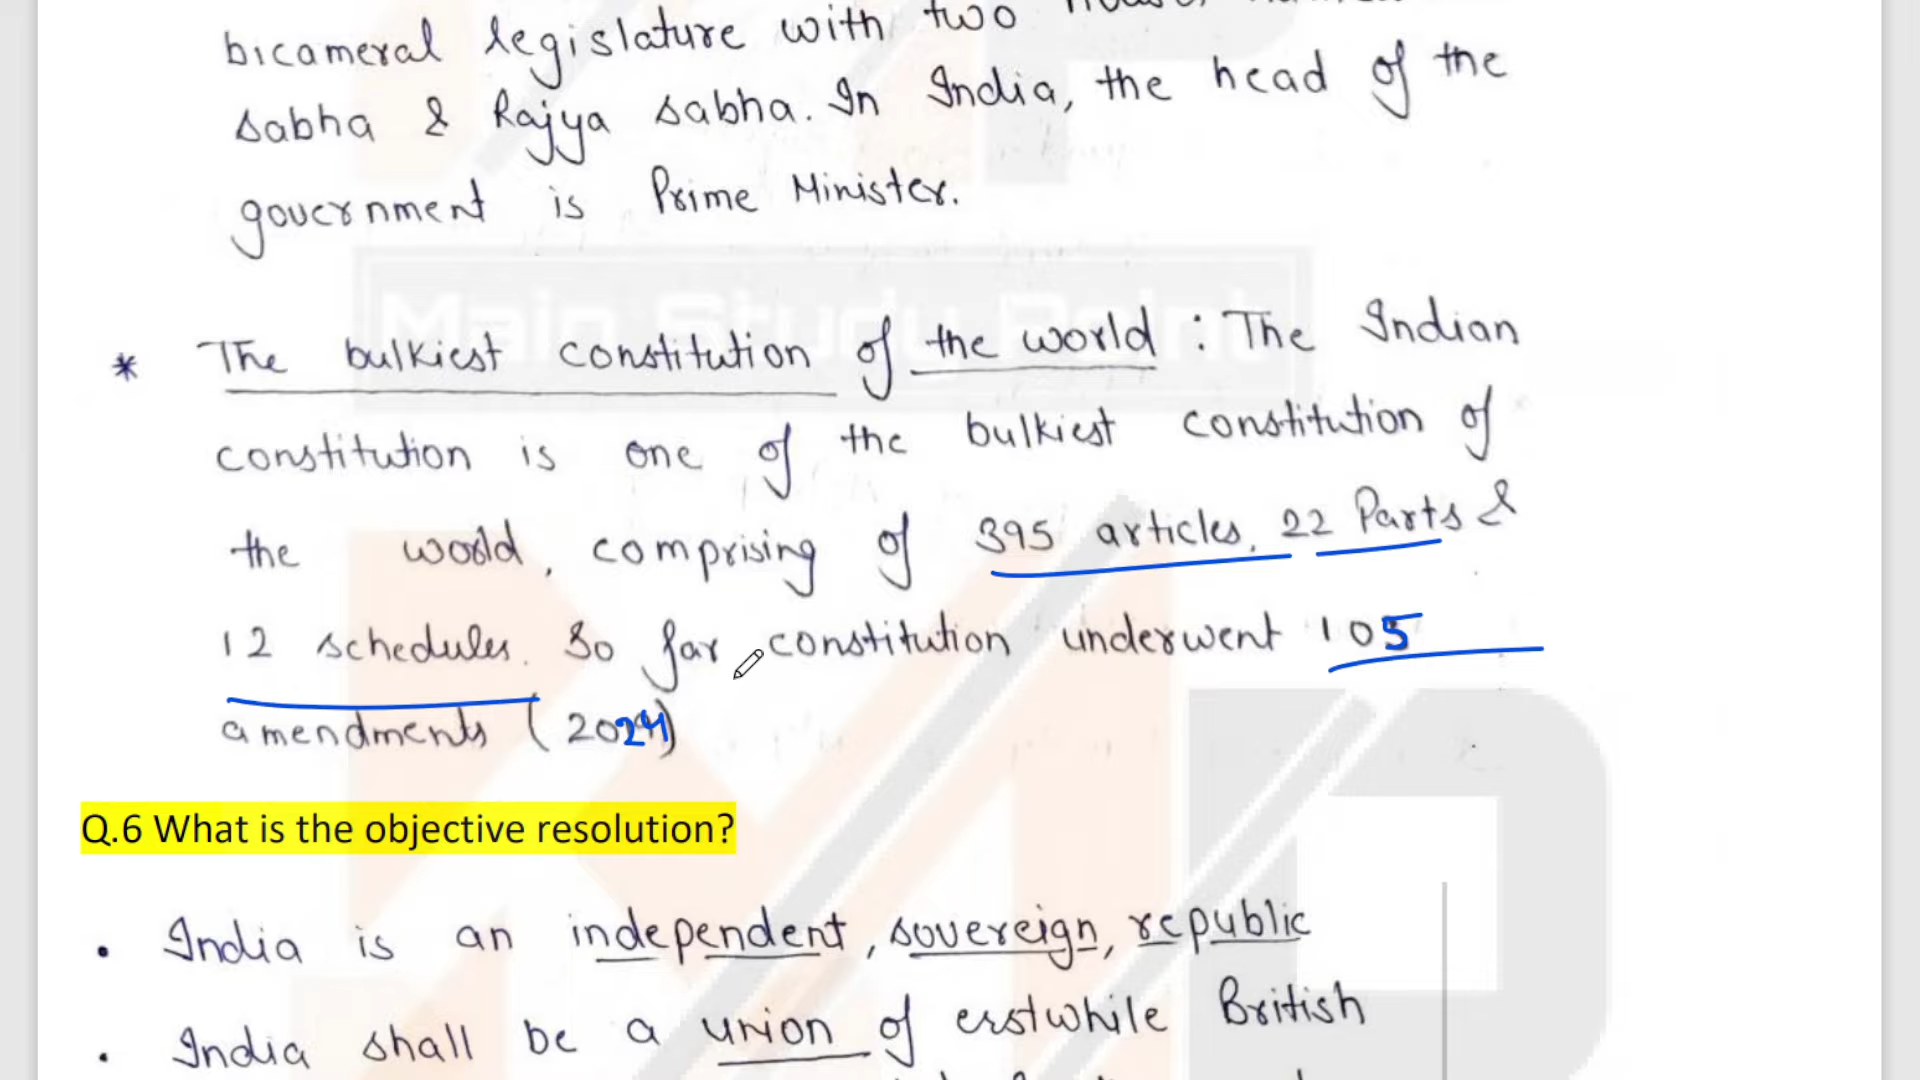 bicameral legislature with two
sabha & Rajya sabha. In India, the head of the
government is Prime Minister.
Main Study Point
* The bulkiest constitution of the world : The Indian
constitution is one of the bulkiest constitution of
the world, comprising of 395 articles, 22 Parts &
12 schedules. So far constitution underwent 105
amendments (2024)
Q.6 What is the objective resolution?
• India is an independent, sovereign, republic
• India shall be a union of erstwhile British